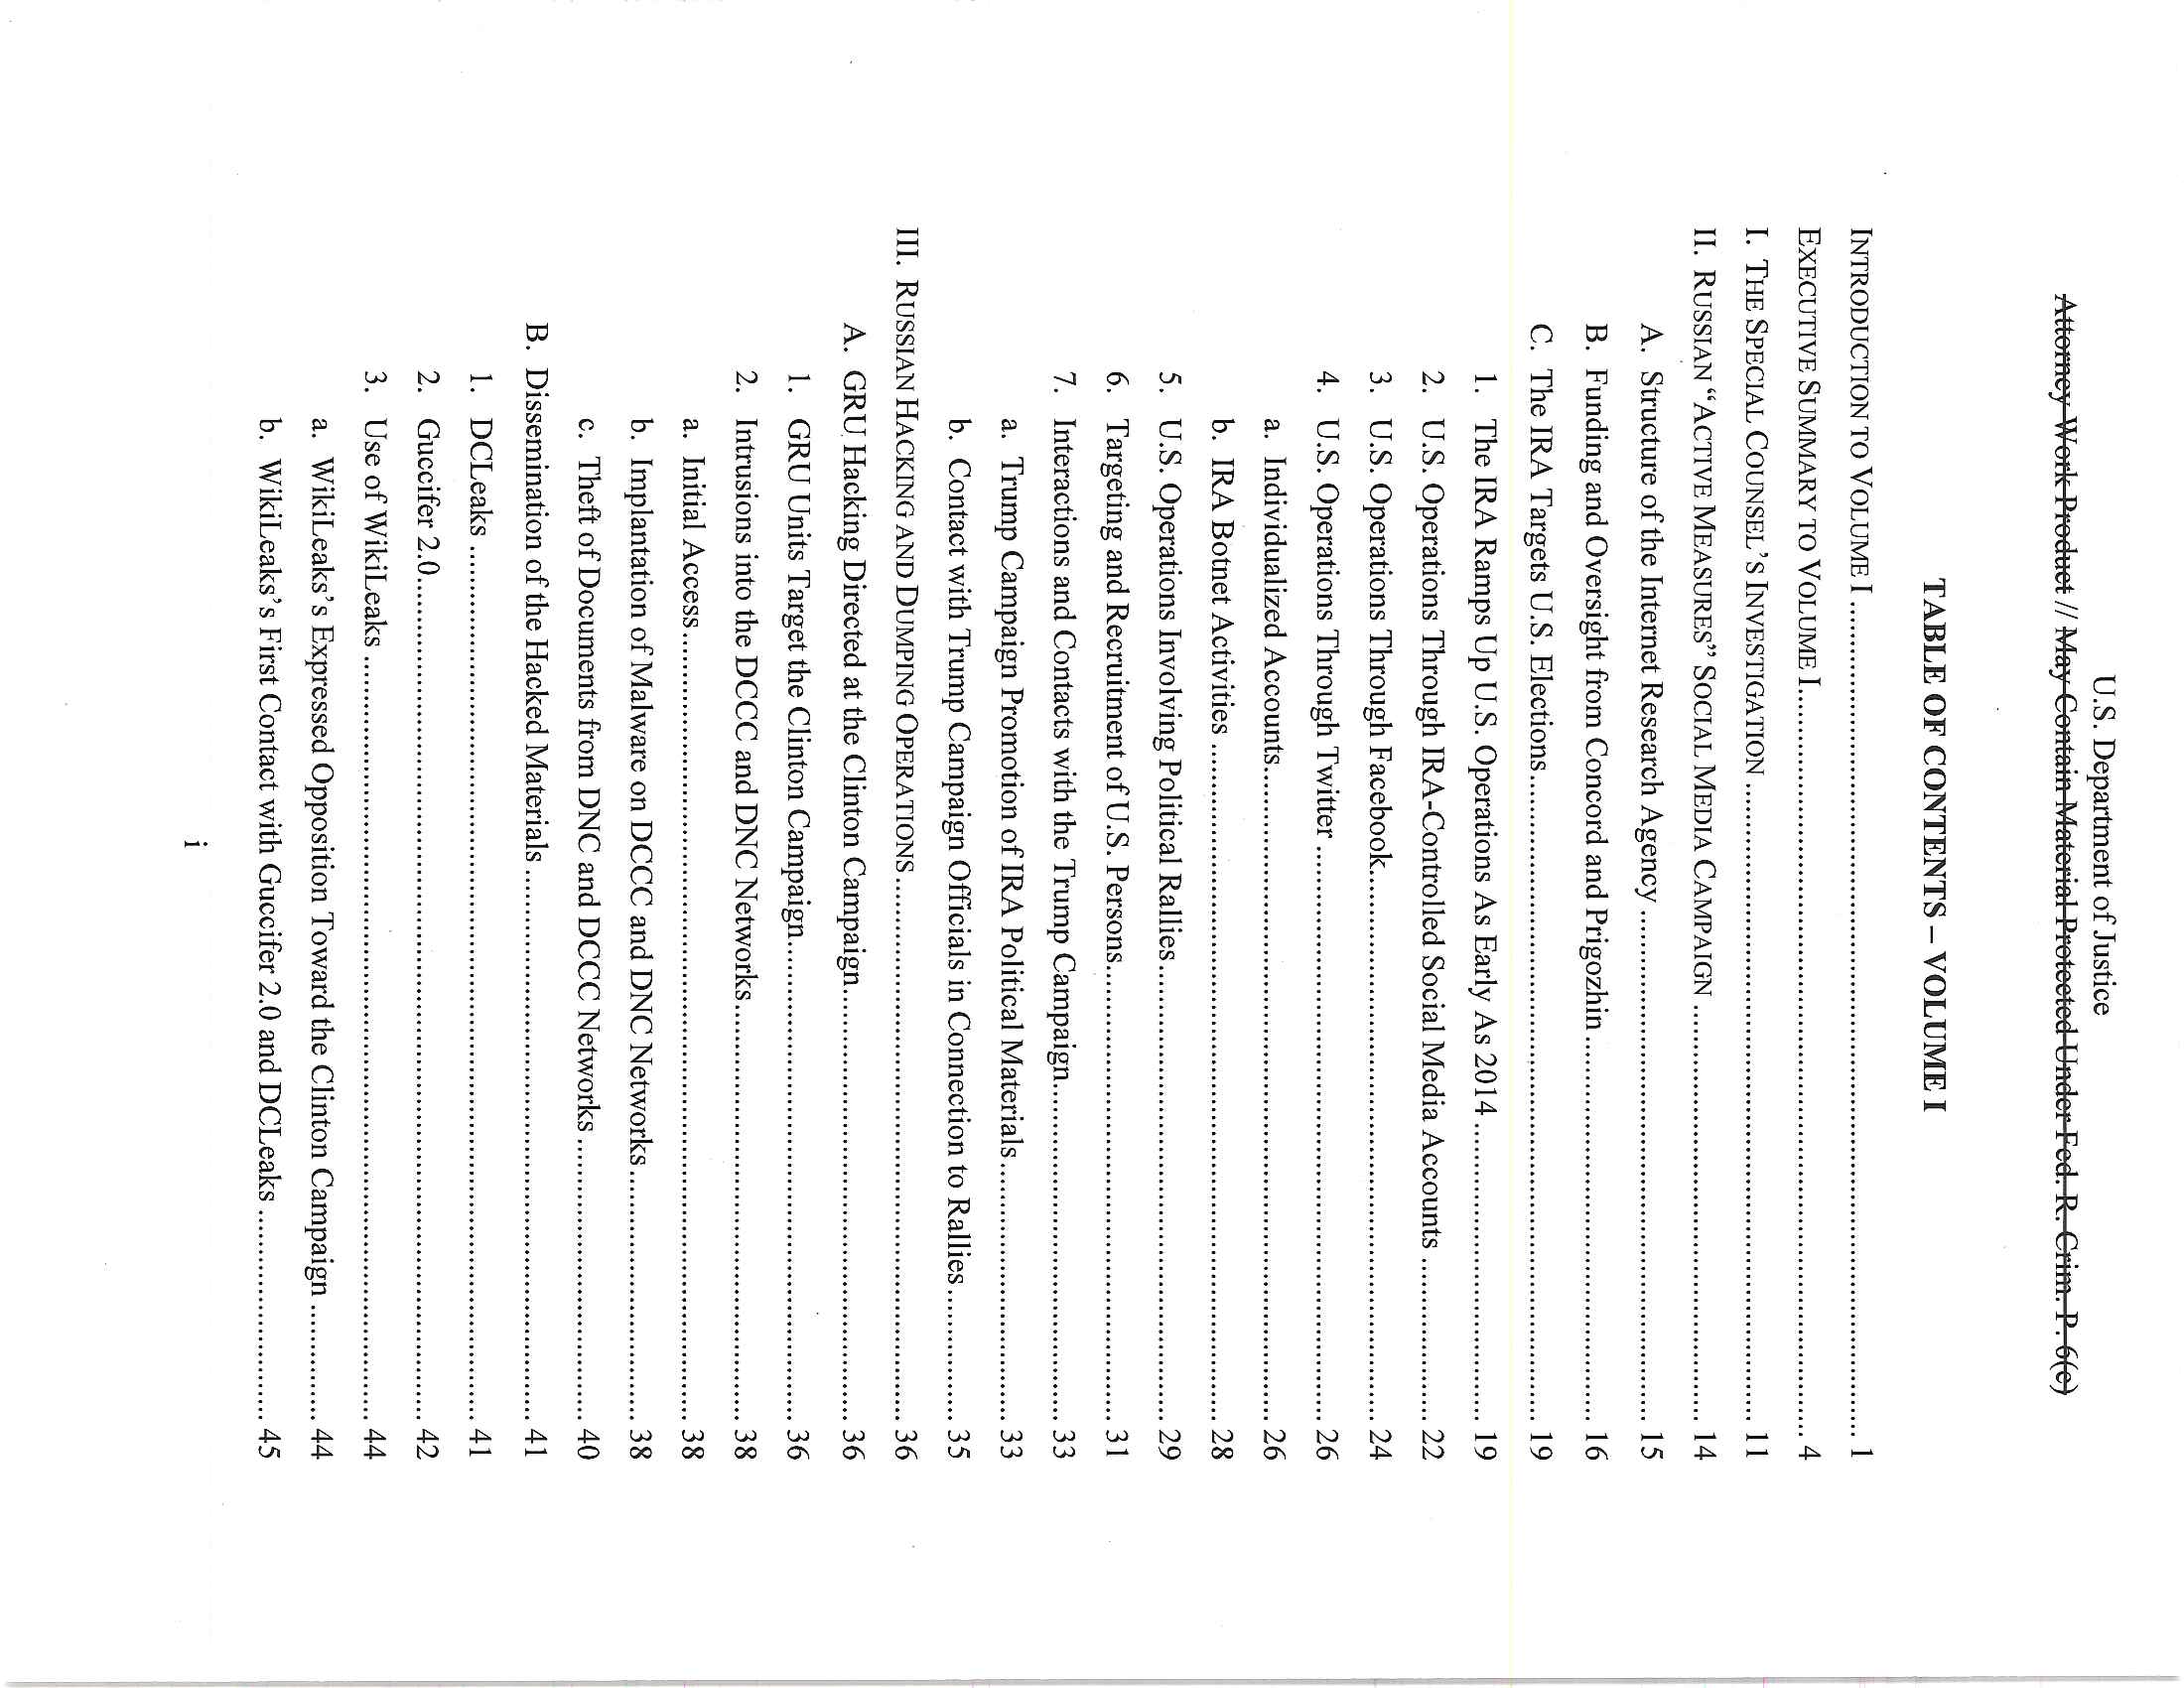 U.S. Department of Justice
Attorney Work Product // May Contain Material Protected Under Fed. R. Crim. P. 6(e)
TABLE OF CONTENTS – VOLUME I
INTRODUCTION TO VOLUME I ........................................ 1
EXECUTIVE SUMMARY TO VOLUME I........................................ 4
I. THE SPECIAL COUNSEL'S INVESTIGATION ........................................ 11
II. RUSSIAN “ACTIVE MEASURES” SOCIAL MEDIA CAMPAIGN ........................................ 14
A. Structure of the Internet Research Agency ........................................ 15
B. Funding and Oversight from Concord and Prigozhin ........................................ 16
C. The IRA Targets U.S. Elections........................................ 19
1. The IRA Ramps Up U.S. Operations As Early As 2014 ........................................ 19
2. U.S. Operations Through IRA-Controlled Social Media Accounts ..................... 22
3. U.S. Operations Through Facebook........................................ 24
4. U.S. Operations Through Twitter ........................................ 26
a. Individualized Accounts........................................ 26
b. IRA Botnet Activities ........................................ 28
5. U.S. Operations Involving Political Rallies........................................ 29
6. Targeting and Recruitment of U.S. Persons........................................ 31
7. Interactions and Contacts with the Trump Campaign........................................ 33
a. Trump Campaign Promotion of IRA Political Materials ................................. 33
b. Contact with Trump Campaign Officials in Connection to Rallies ................. 35
III. RUSSIAN HACKING AND DUMPING OPERATIONS ........................................ 36
A. GRU Hacking Directed at the Clinton Campaign........................................ 36
1. GRU Units Target the Clinton Campaign........................................ 36
2. Intrusions into the DCCC and DNC Networks ........................................ 38
a. Initial Access ........................................ 38
b. Implantation of Malware on DCCC and DNC Networks................................ 38
c. Theft of Documents from DNC and DCCC Networks .................................... 40
B. Dissemination of the Hacked Materials ........................................ 41
1. DCLeaks ........................................ 41
2. Guccifer 2.0........................................ 42
3. Use of WikiLeaks ........................................ 44
a. WikiLeaks's Expressed Opposition Toward the Clinton Campaign ............... 44
b. WikiLeaks's First Contact with Guccifer 2.0 and DCLeaks ........................... 45
i